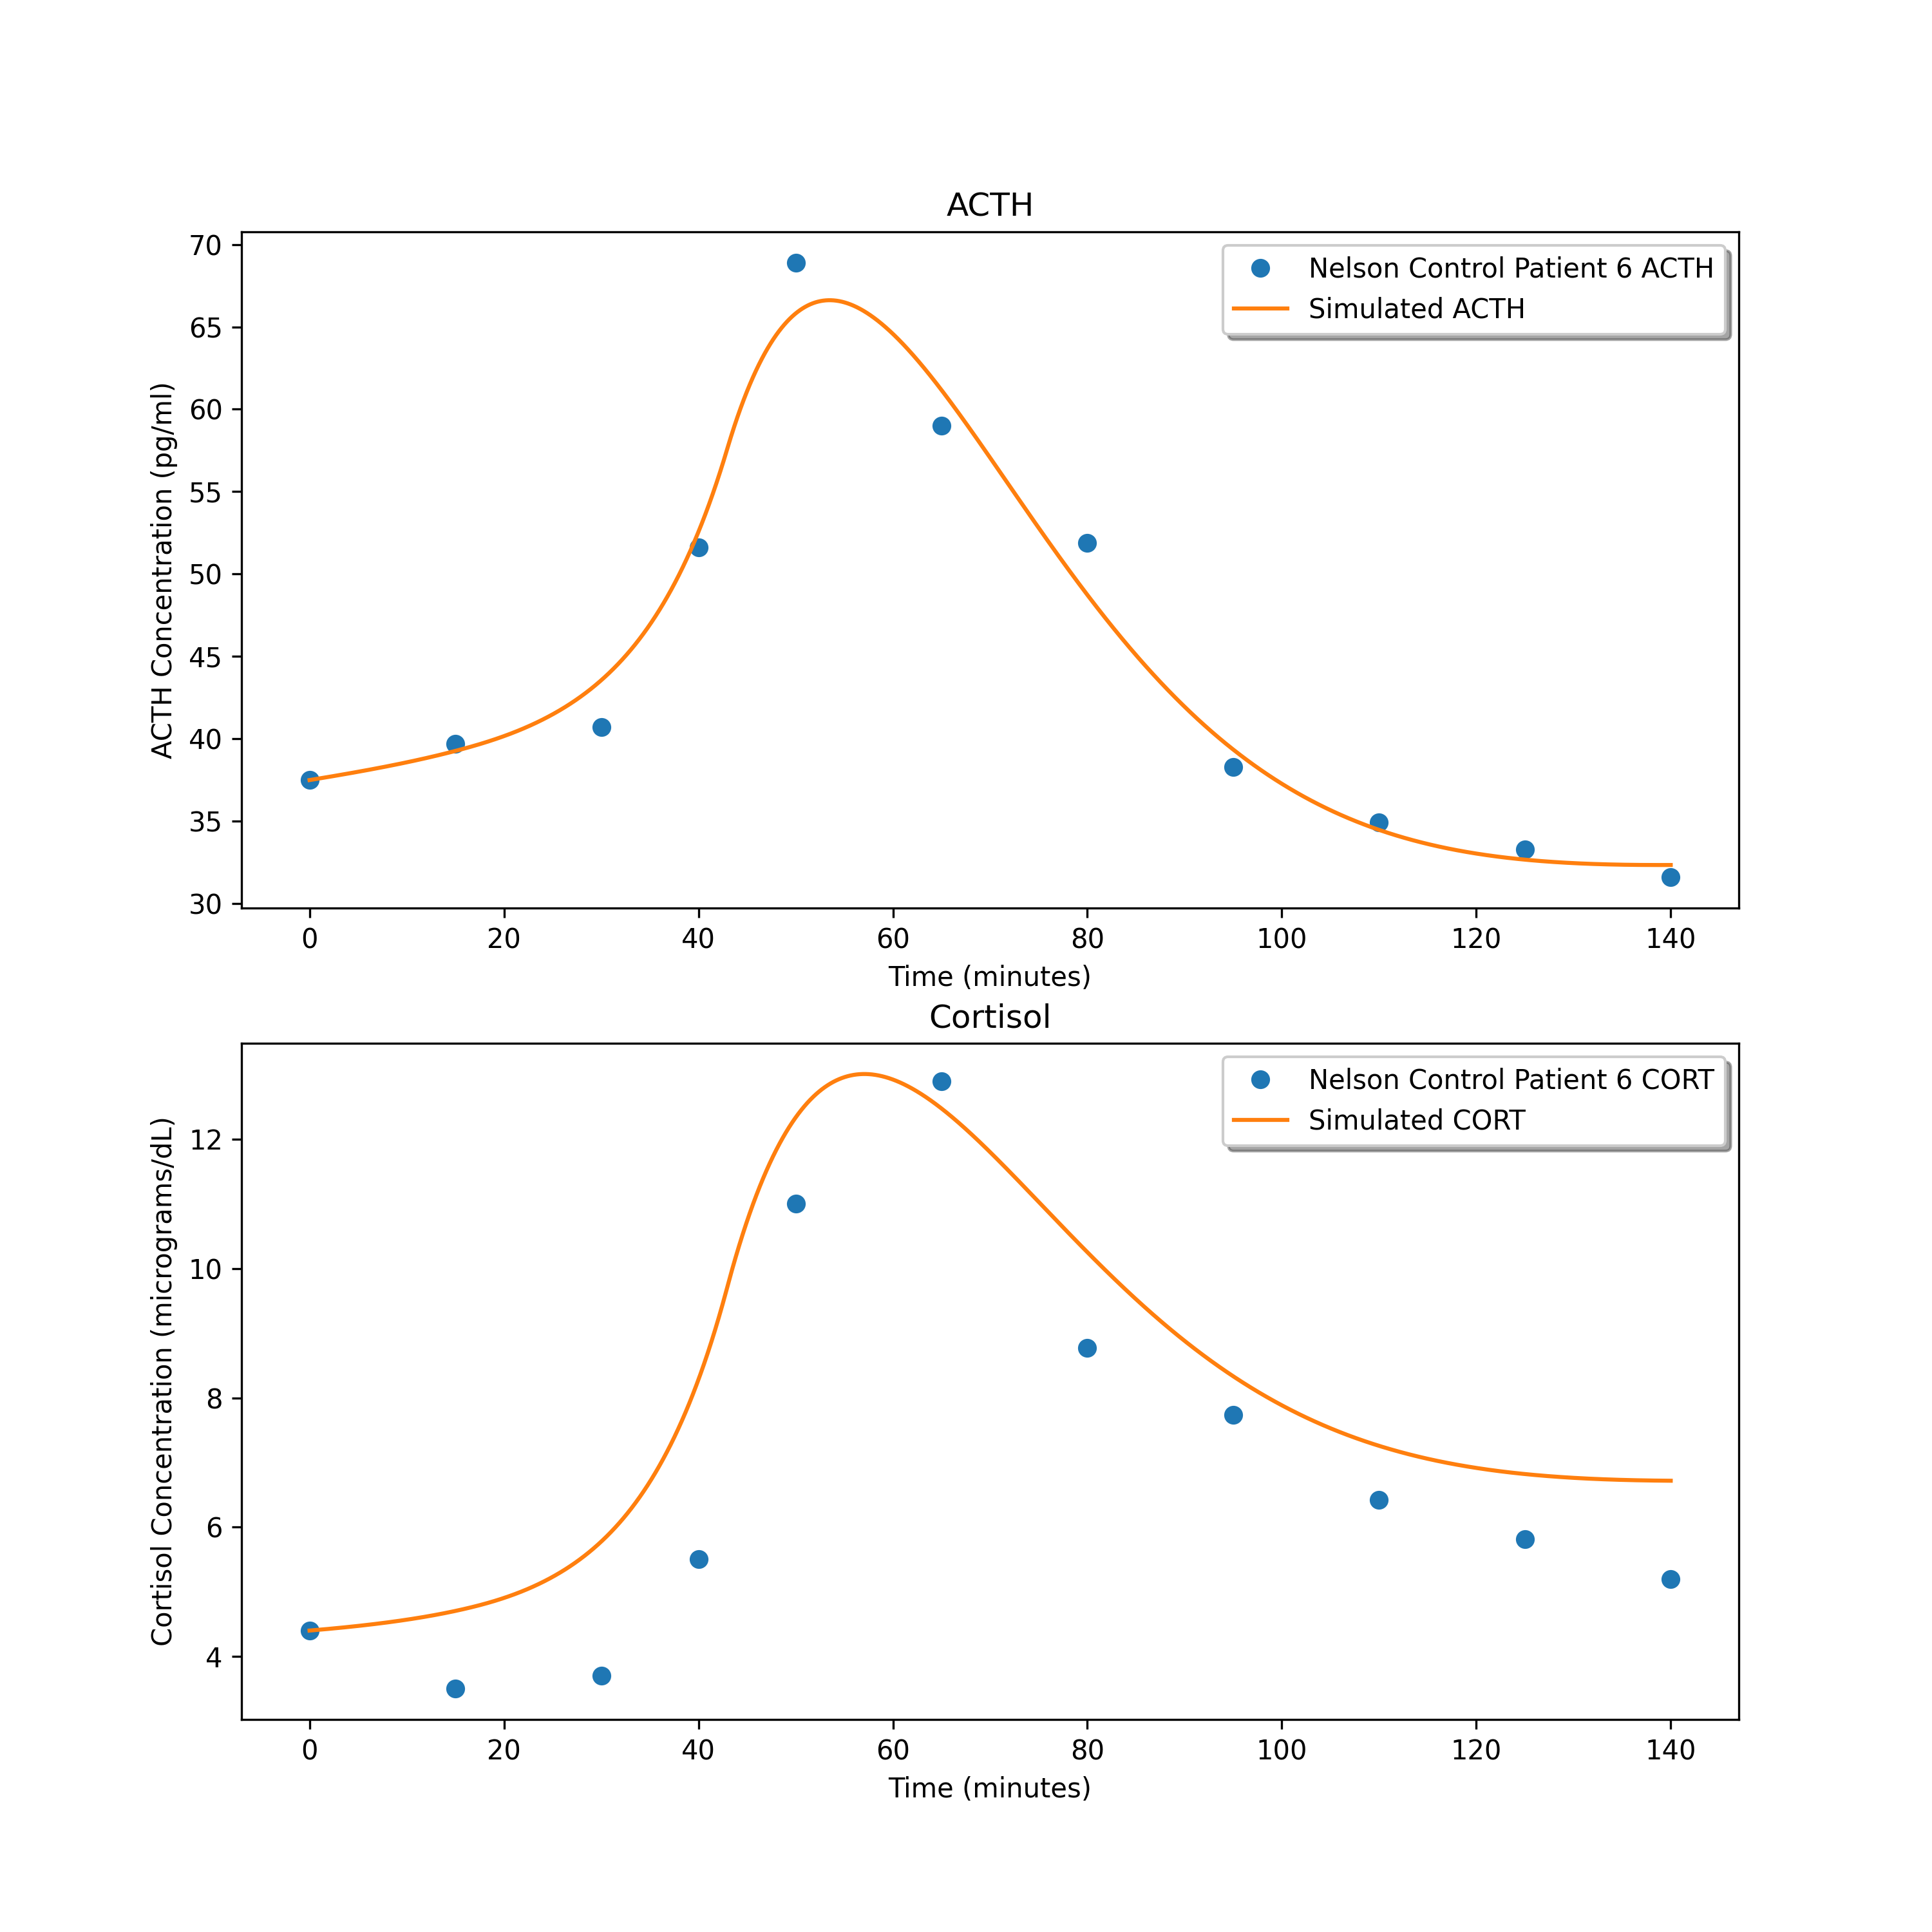 ACTH
70
65
60
55
50
45
40
35
30
ACTH Concentration (pg/ml)
Nelson Control Patient 6 ACTH
Simulated ACTH
0 20 40 60 80 100 120 140
Time (minutes)
Cortisol
12
10
8
6
4
Cortisol Concentration (micrograms/dL)
Nelson Control Patient 6 CORT
Simulated CORT
0 20 40 60 80 100 120 140
Time (minutes)